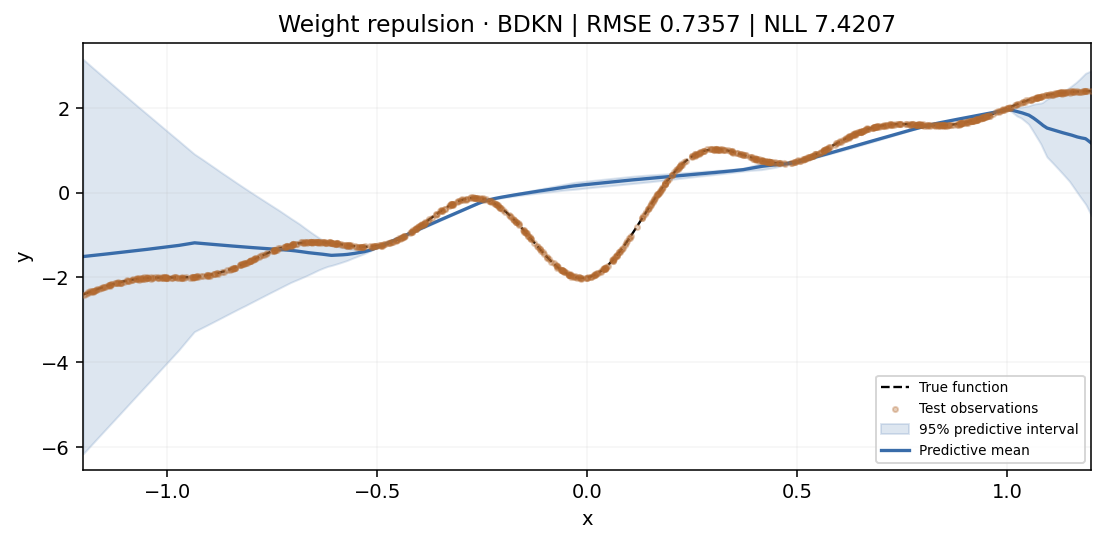 Weight repulsion · BDKN | RMSE 0.7357 | NLL 7.4207
2
0
−2
−4
−6
y
−1.0 −0.5 0.0 0.5 1.0
x
True function
Test observations
95% predictive interval
Predictive mean